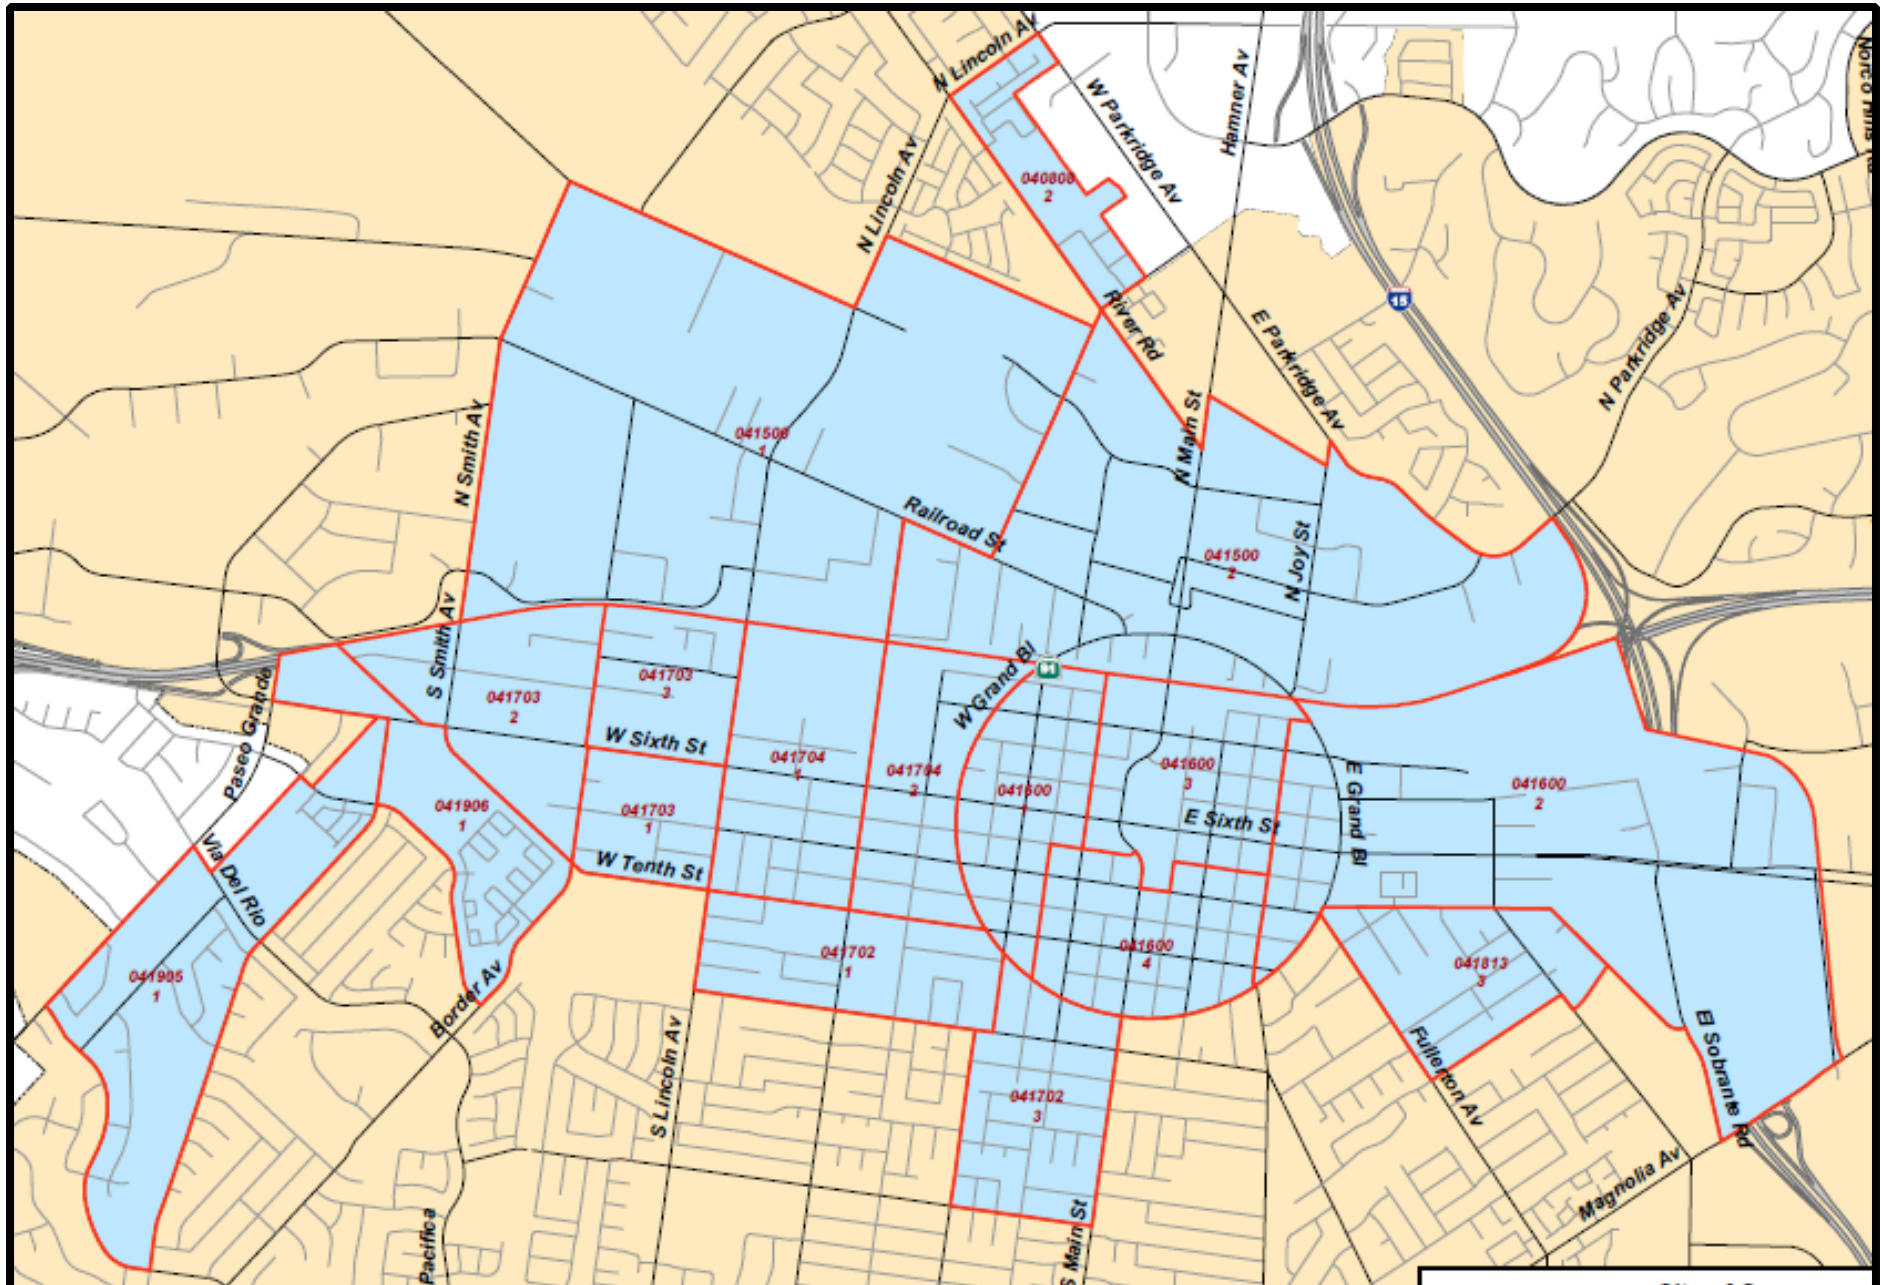 N Lincoln Av
W Parkridge Av
Hamner Av
N Lincoln Av
040808
2
15
River Rd
E Parkridge Av
N Parkridge Av
N Smith Av
041500
1
N Main St
Railroad St
041500
2
N Joy St
S Smith Av
W Grand Bl
91
Paseo Grande
041703
2
041703
3
W Sixth St
041704
1
041704
2
041600
1
041600
3
E Grand Bl
041600
2
E Sixth St
041906
1
041703
1
W Tenth St
Via Del Rio
041905
1
Border Av
041702
1
041600
4
041813
3
S Lincoln Av
041702
3
Fullerton Av
El Sobrante Rd
Magnolia Av
Pacifica
S Main St